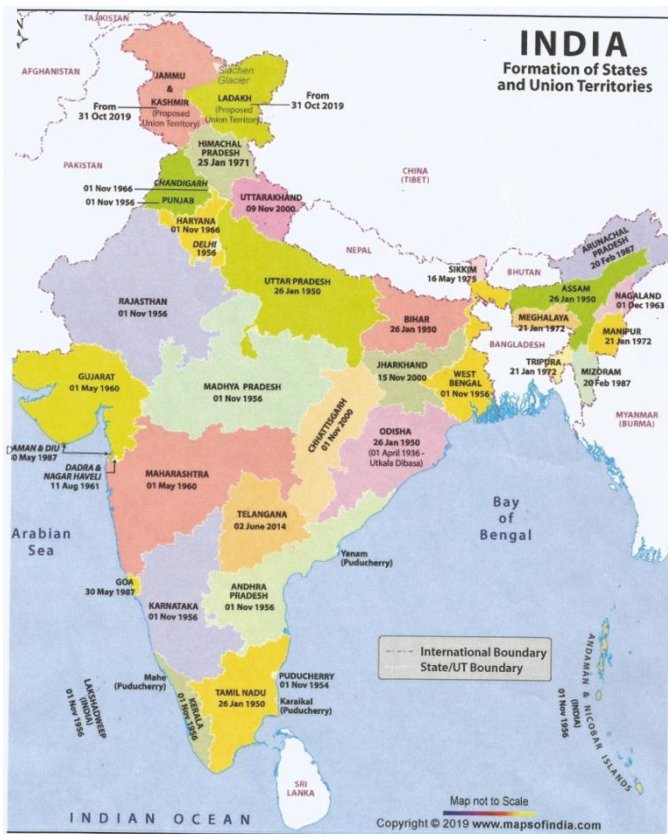 TAJIKISTAN
INDIA
Formation of States
and Union Territories
AFGHANISTAN
Siachen
Glacier
JAMMU
&
KASHMIR
(Proposed
Union Territory)
From
31 Oct 2019
LADAKH
(Proposed
Union Territory)
From
31 Oct 2019
HIMACHAL
PRADESH
25 Jan 1971
PAKISTAN
CHINA
(TIBET)
CHANDIGARH
01 Nov 1966
01 Nov 1956
PUNJAB
UTTARAKHAND
09 Nov 2000
HARYANA
01 Nov 1966
DELHI
1956
NEPAL
SIKKIM
16 May 1975
BHUTAN
ARUNACHAL
PRADESH
20 Feb 1987
UTTAR PRADESH
26 Jan 1950
ASSAM
26 Jan 1950
NAGALAND
01 Dec 1963
RAJASTHAN
01 Nov 1956
BIHAR
26 Jan 1950
MEGHALAYA
21 Jan 1972
MANIPUR
21 Jan 1972
BANGLADESH
TRIPURA
21 Jan 1972
MIZORAM
20 Feb 1987
GUJARAT
01 May 1960
MADHYA PRADESH
01 Nov 1956
JHARKHAND
15 Nov 2000
WEST
BENGAL
01 Nov 1956
CHHATTISGARH
01 Nov 2000
ODISHA
26 Jan 1950
(01 April 1936 -
Utkala Dibasa)
MYANMAR
(BURMA)
DAMAN & DIU
0 May 1987
DADRA &
NAGAR HAVELI
11 Aug 1961
MAHARASHTRA
01 May 1960
TELANGANA
02 June 2014
Arabian
Sea
Bay
of
Bengal
Yanam
(Puducherry)
GOA
30 May 1987
KARNATAKA
01 Nov 1956
ANDHRA
PRADESH
01 Nov 1956
International Boundary
State/UT Boundary
Mahe
(Puducherry)
PUDUCHERRY
01 Nov 1954
Karaikal
(Puducherry)
TAMIL NADU
26 Jan 1950
KERALA
01 Nov 1956
LAKSHADWEEP
(INDIA)
01 Nov 1956
ANDAMAN & NICOBAR ISLANDS
(INDIA)
01 Nov 1956
SRI
LANKA
INDIAN OCEAN
Map not to Scale
Copyright © 2019 www.mapsofindia.com